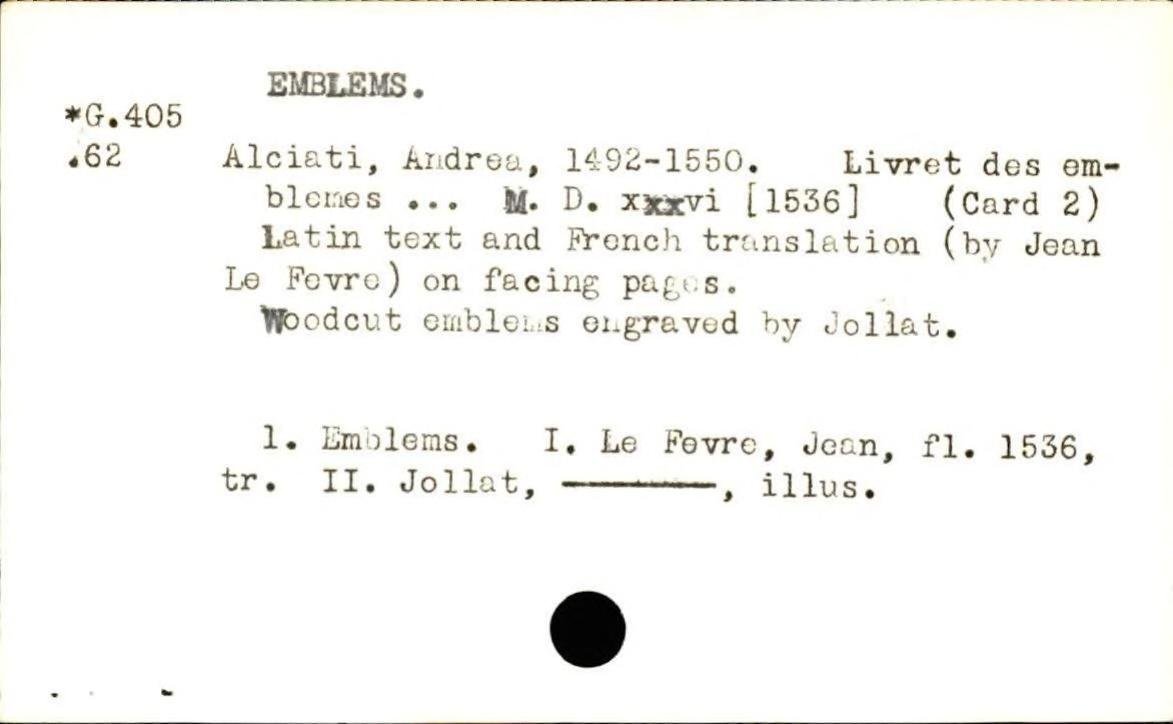 EMBLEMS.
*G.405
.62 Alciati, Andrea, 1492-1550. Livret des em-
blemes ... M. D. xxxvi [1536] (Card 2)
Latin text and French translation (by Jean
Le Fevre) on facing pages.
Woodcut emblems engraved by Jollat.
1. Emblems. I. Le Fevre, Jean, fl. 1536,
tr. II. Jollat, ———, illus.